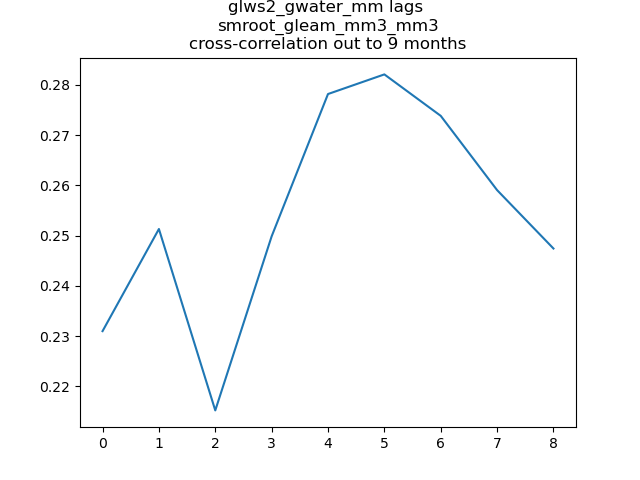 glws2_gwater_mm lags
smroot_gleam_mm3_mm3
cross-correlation out to 9 months
0.28
0.27
0.26
0.25
0.24
0.23
0.22
0 1 2 3 4 5 6 7 8